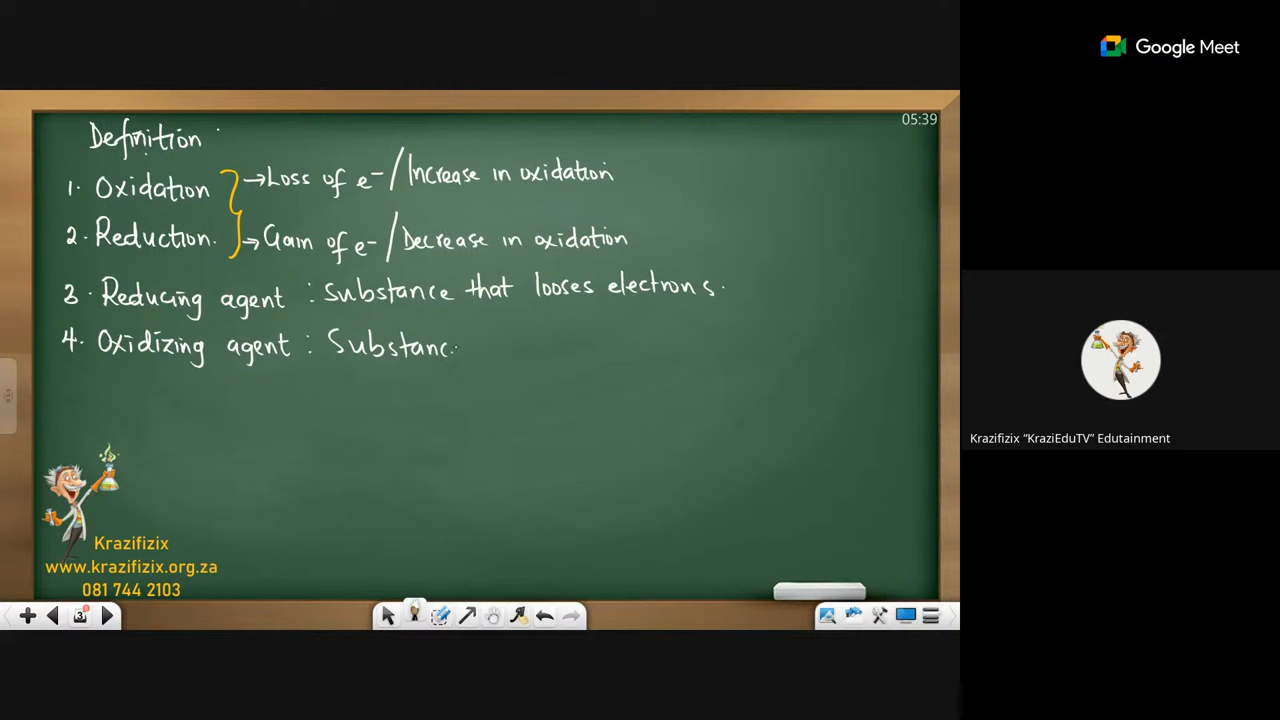 Google Meet
05:39
Definition
1. Oxidation → Loss of e- / Increase in oxidation
2. Reduction. → Gain of e- / Decrease in oxidation
3. Reducing agent : Substance that looses electrons.
4. Oxidizing agent : Substanc
Krazifizix "KraziEduTV" Edutainment
Krazifizix
www.krazifizix.org.za
081 744 2103
3